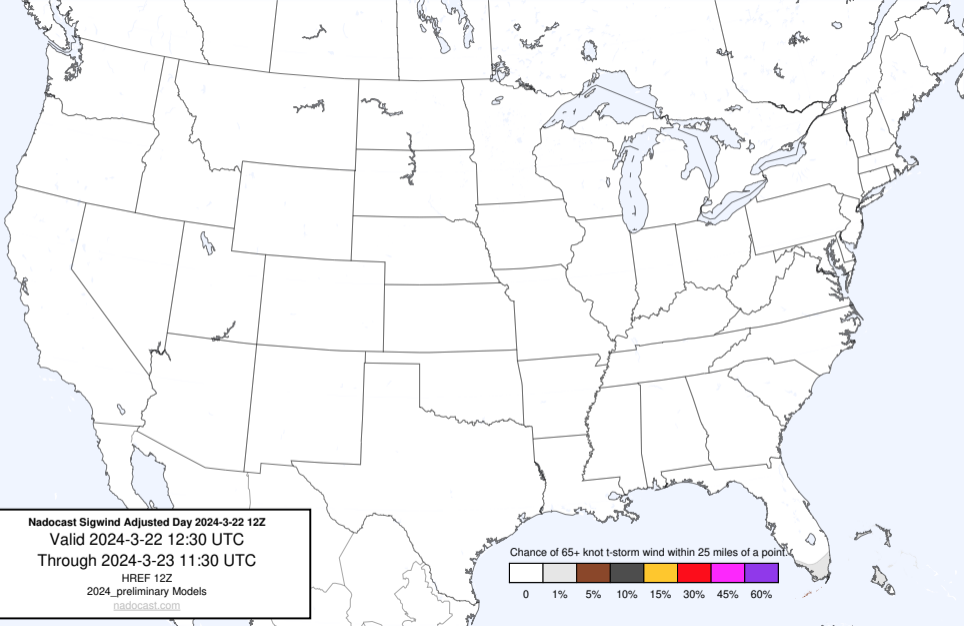 Nadocast Sigwind Adjusted Day 2024-3-22 12Z
Valid 2024-3-22 12:30 UTC
Through 2024-3-23 11:30 UTC
HREF 12Z
2024_preliminary Models
nadocast.com
Chance of 65+ knot t-storm wind within 25 miles of a point.
0 1% 5% 10% 15% 30% 45% 60%